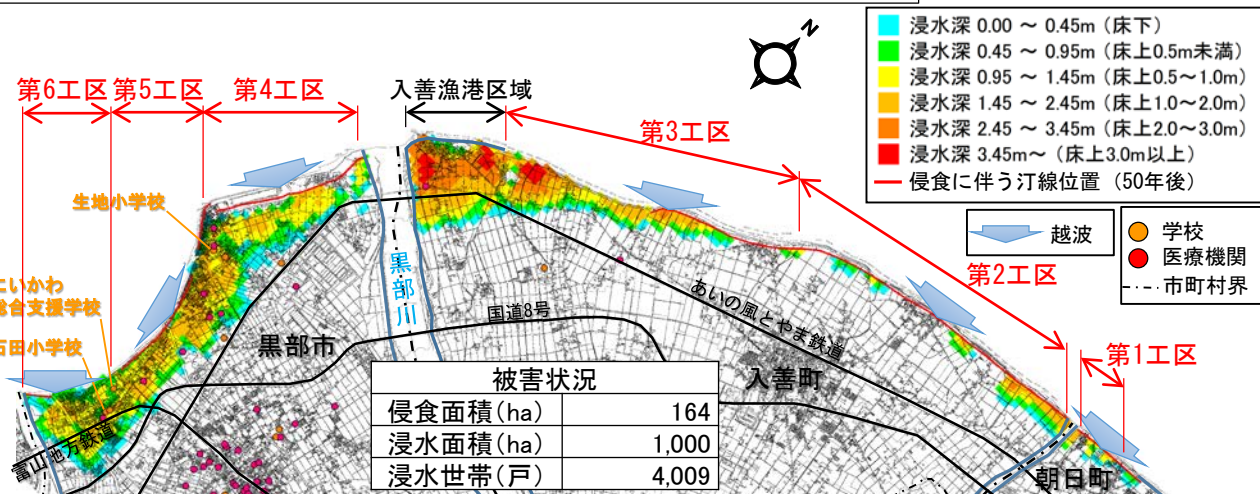 N
浸水深 0.00 ～ 0.45m（床下）
浸水深 0.45 ～ 0.95m（床上0.5m未満）
浸水深 0.95 ～ 1.45m（床上0.5～1.0m）
浸水深 1.45 ～ 2.45m（床上1.0～2.0m）
浸水深 2.45 ～ 3.45m（床上2.0～3.0m）
浸水深 3.45m～（床上3.0m以上）
侵食に伴う汀線位置（50年後）
越波
学校
医療機関
市町村界
第6工区
第5工区
第4工区
入善漁港区域
第3工区
第2工区
第1工区
生地小学校
総合支援学校
石田小学校
黒部市
黒部川
国道8号
あいの風とやま鉄道
入善町
朝日町
富山地方鉄道
被害状況
侵食面積(ha) 164
浸水面積(ha) 1,000
浸水世帯(戸) 4,009